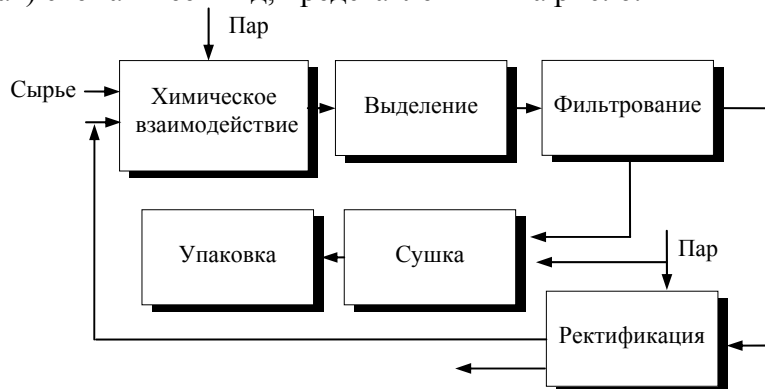 Пар
Сырье
Химическое
взаимодействие
Выделение
Фильтрование
Упаковка
Сушка
Пар
Ректификация